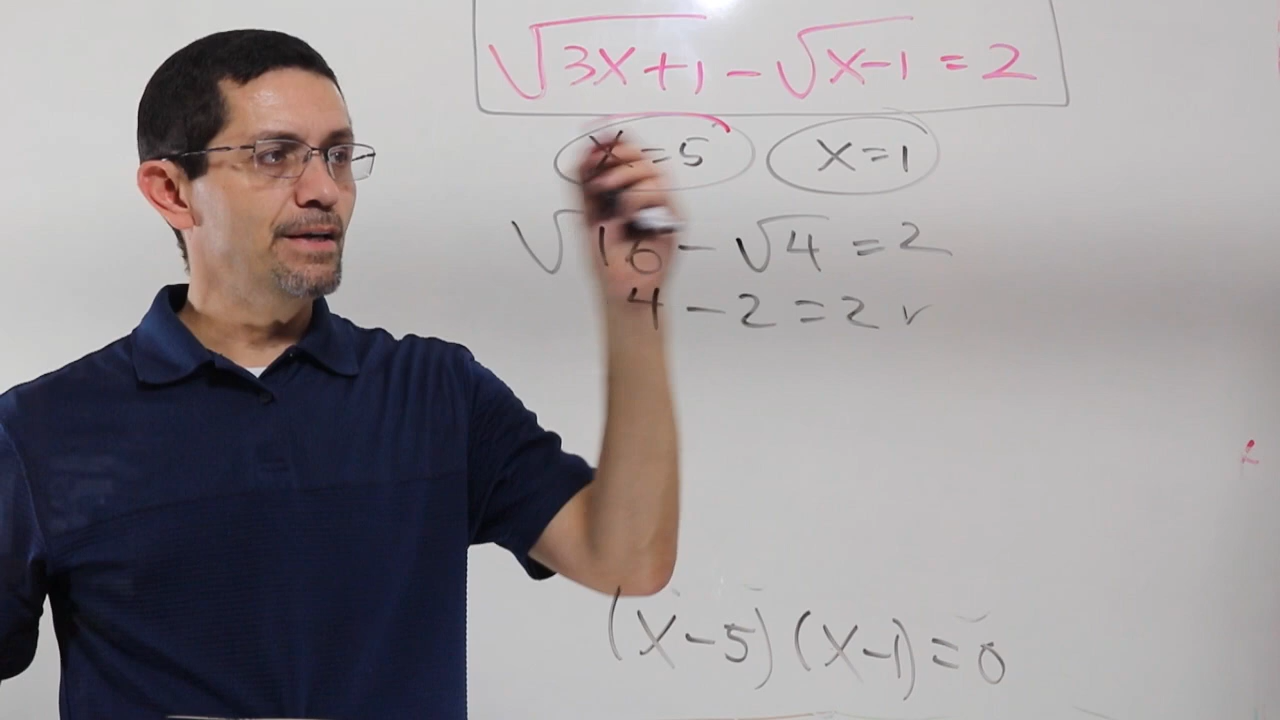 √3x+1 - √x-1 = 2
x=5 x=1
√16 - √4 = 2
4 - 2 = 2 ✓
(x-5)(x-1)=0